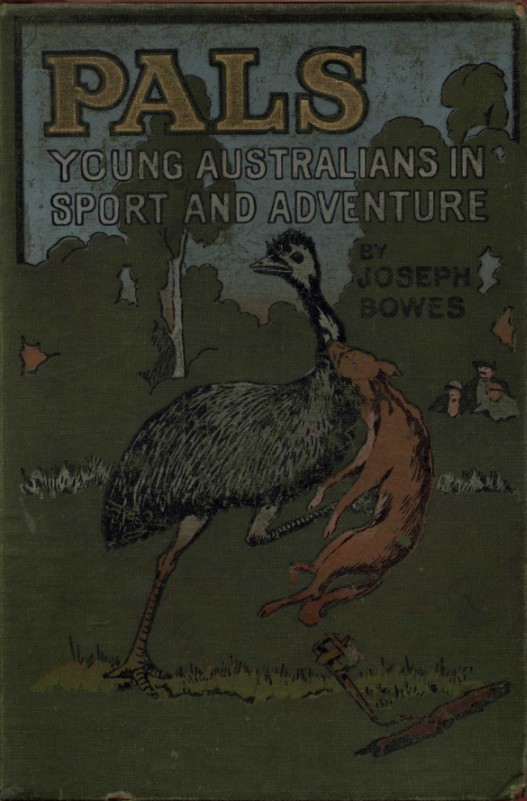 PALS
YOUNG AUSTRALIANS IN
SPORT AND ADVENTURE
BY
JOSEPH
BOWES